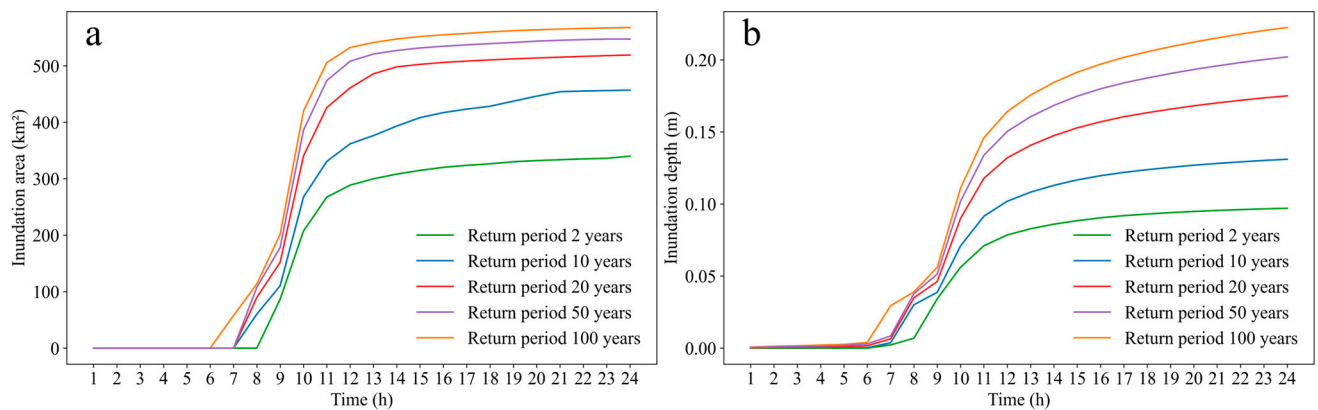 a
Inundation area (km²)
500
400
300
200
100
0
Return period 2 years
Return period 10 years
Return period 20 years
Return period 50 years
Return period 100 years
1 2 3 4 5 6 7 8 9 10 11 12 13 14 15 16 17 18 19 20 21 22 23 24
Time (h)
b
Inundation depth (m)
0.20
0.15
0.10
0.05
0.00
Return period 2 years
Return period 10 years
Return period 20 years
Return period 50 years
Return period 100 years
1 2 3 4 5 6 7 8 9 10 11 12 13 14 15 16 17 18 19 20 21 22 23 24
Time (h)